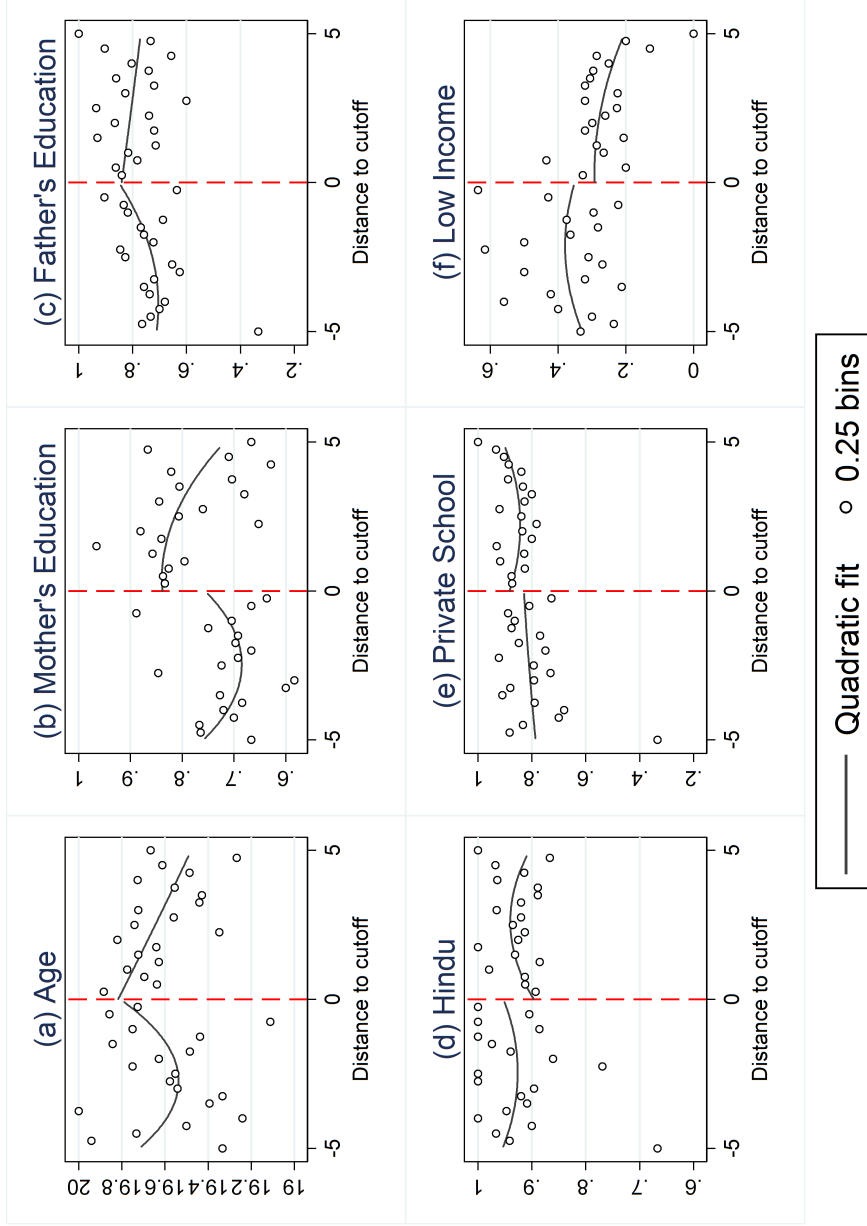 (a) Age
20
19.8
19.6
19.4
19.2
19
-5 0 5
Distance to cutoff
(b) Mother's Education
1
.9
.8
.7
.6
-5 0 5
Distance to cutoff
(c) Father's Education
1
.8
.6
.4
.2
-5 0 5
Distance to cutoff
(d) Hindu
1
.9
.8
.7
.6
-5 0 5
Distance to cutoff
(e) Private School
1
.8
.6
.4
.2
-5 0 5
Distance to cutoff
(f) Low Income
.6
.4
.2
0
-5 0 5
Distance to cutoff
Quadratic fit 0.25 bins